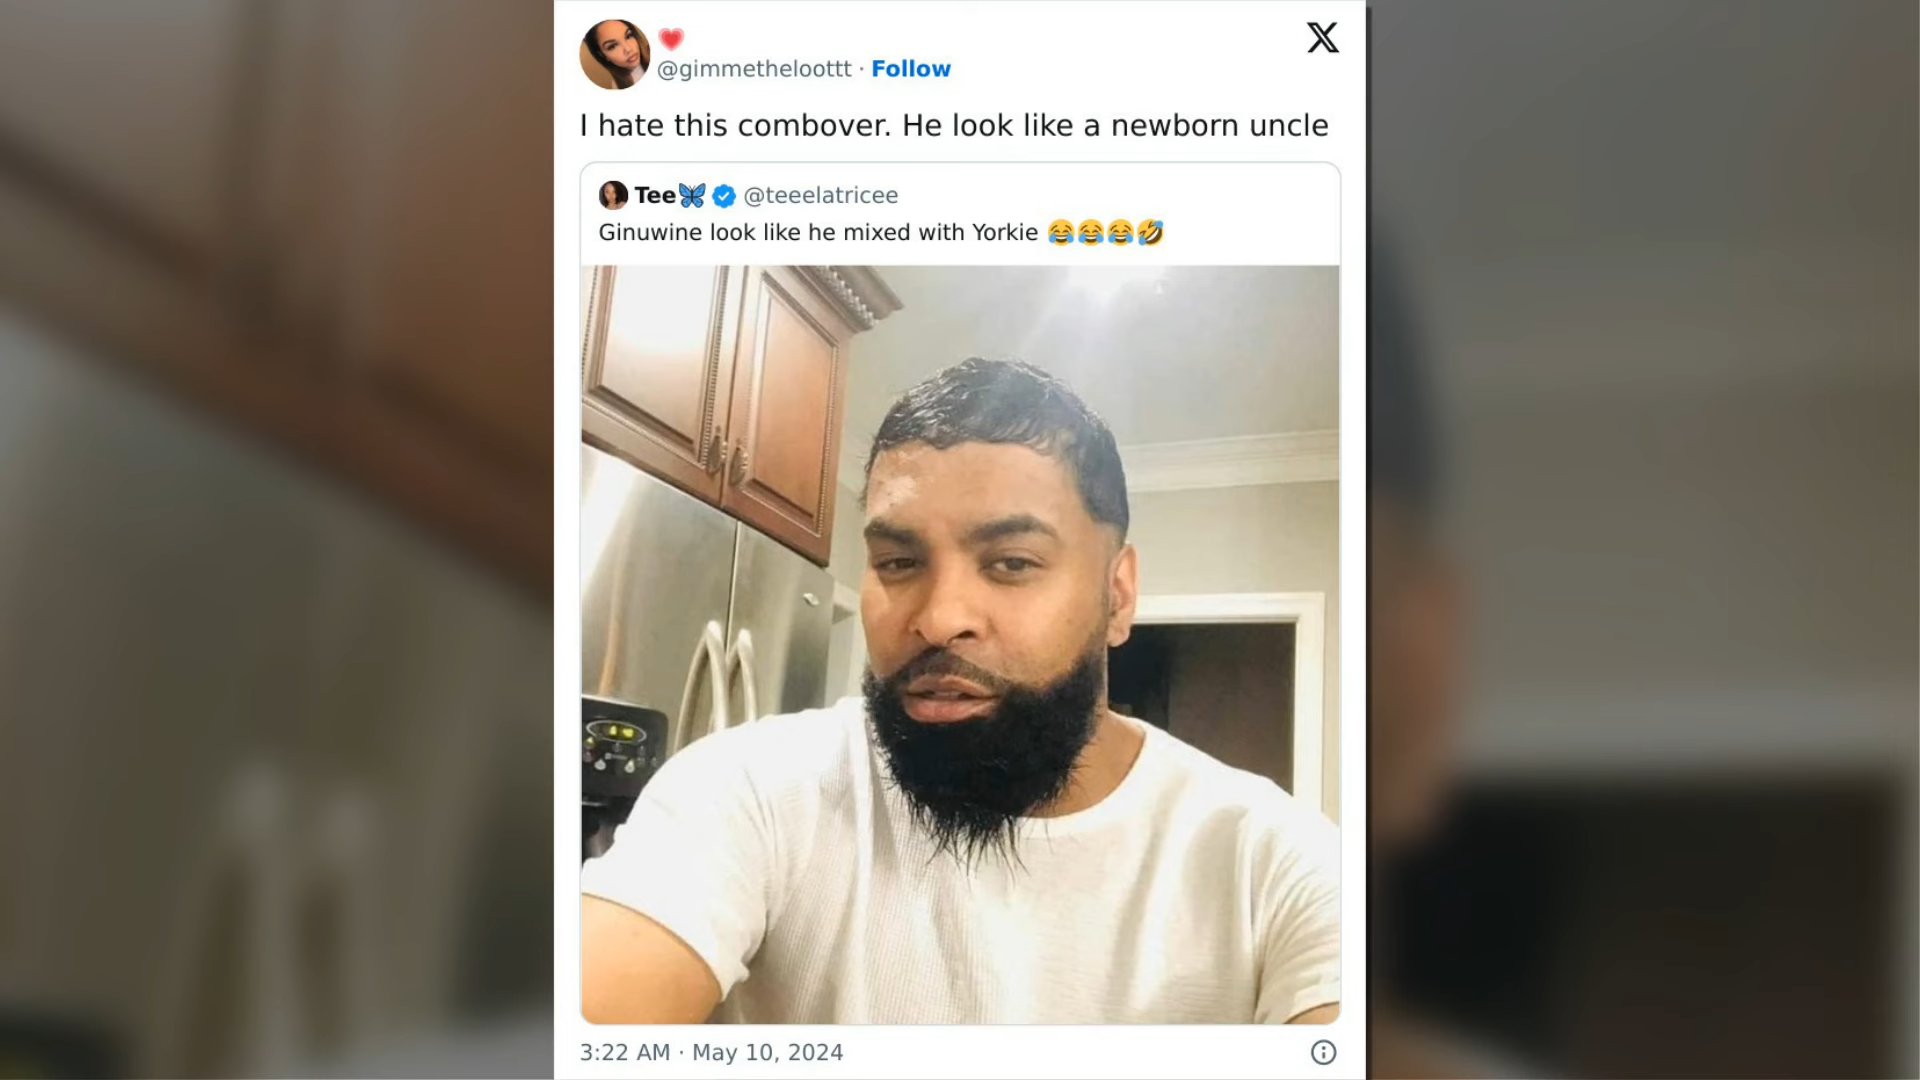 ❤️
@gimmetheloottt · Follow
I hate this combover. He look like a newborn uncle
Tee🦋 @teeelatricee
Ginuwine look like he mixed with Yorkie 😂😂😂🤣
3:22 AM · May 10, 2024